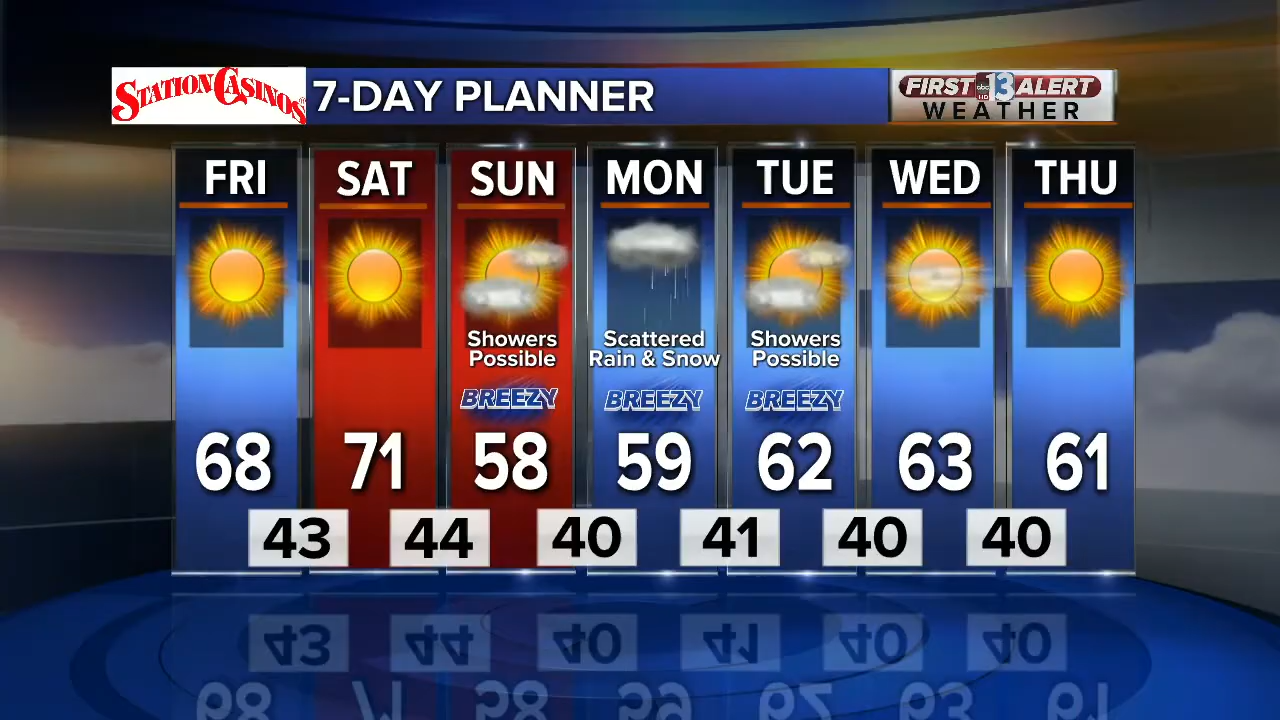 STATION CASINOS®
7-DAY PLANNER
FIRST abc 13 HD ALERT
WEATHER
FRI SAT SUN MON TUE WED THU
Showers Possible
Scattered Rain & Snow
Showers Possible
BREEZY BREEZY BREEZY
68 71 58 59 62 63 61
43 44 40 41 40 40